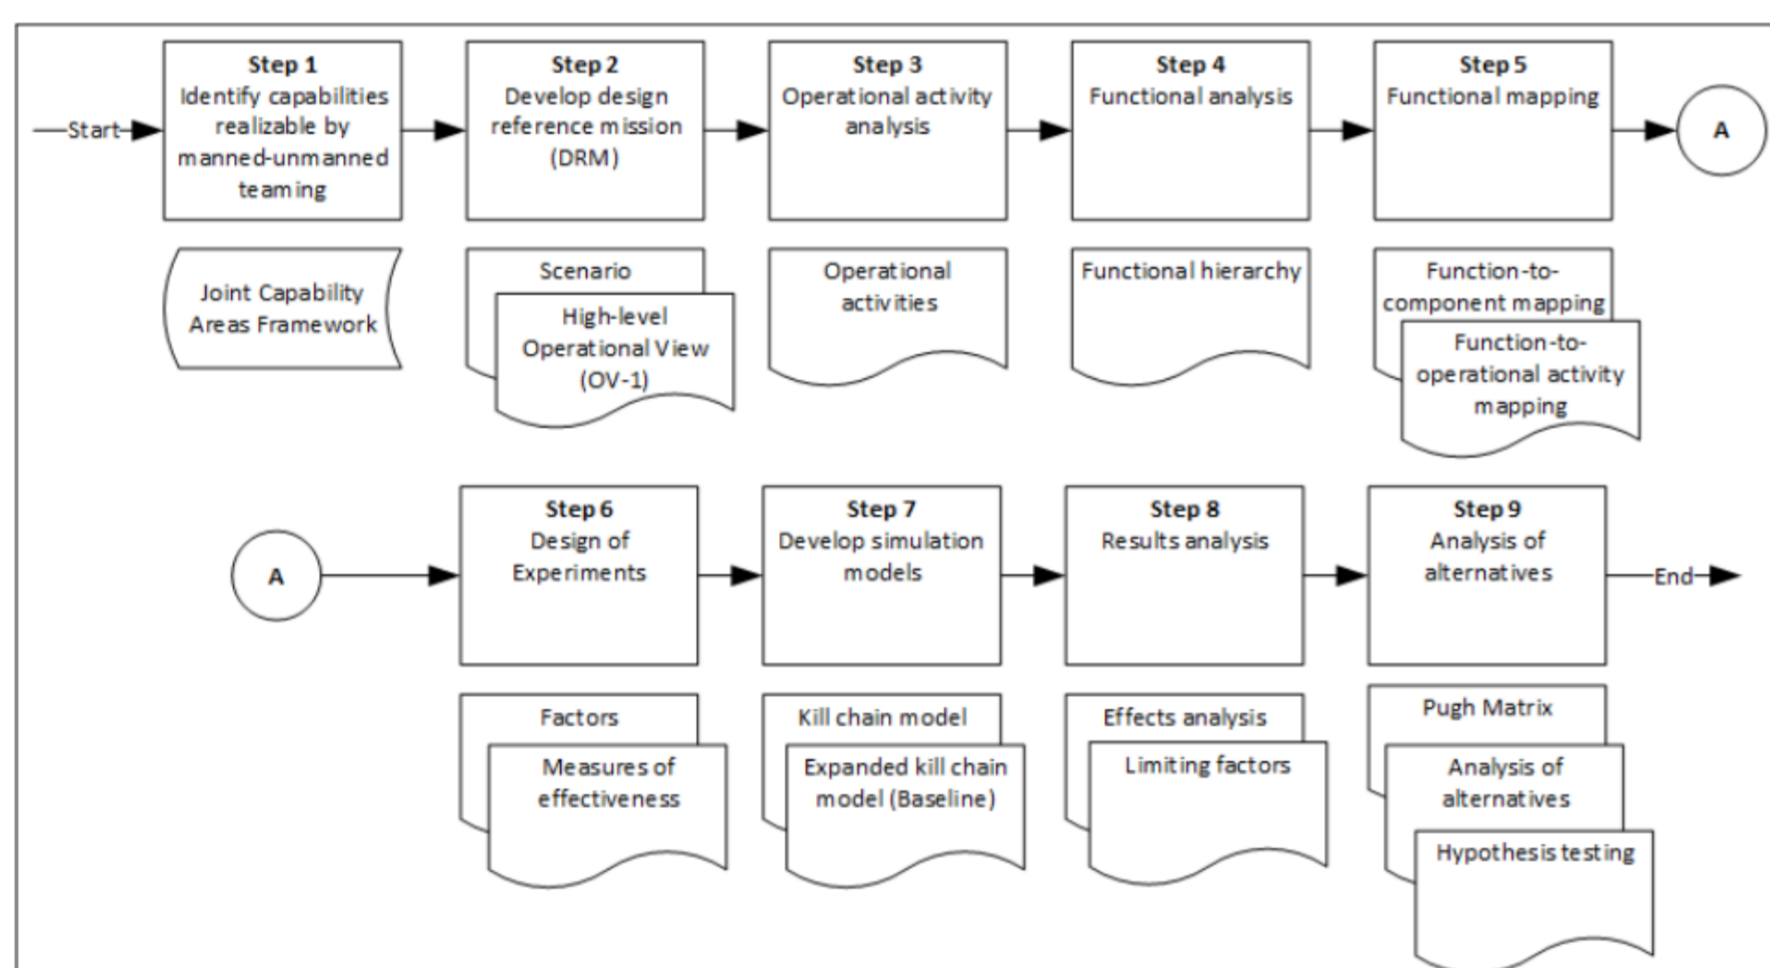 Start
Step 1
Identify capabilities
realizable by
manned-unmanned
teaming
Step 2
Develop design
reference mission
(DRM)
Step 3
Operational activity
analysis
Step 4
Functional analysis
Step 5
Functional mapping
A
Joint Capability
Areas Framework
Scenario
High-level
Operational View
(OV-1)
Operational
activities
Functional hierarchy
Function-to-
component mapping
Function-to-
operational activity
mapping
A
Step 6
Design of
Experiments
Step 7
Develop simulation
models
Step 8
Results analysis
Step 9
Analysis of
alternatives
End
Factors
Measures of
effectiveness
Kill chain model
Expanded kill chain
model (Baseline)
Effects analysis
Limiting factors
Pugh Matrix
Analysis of
alternatives
Hypothesis testing